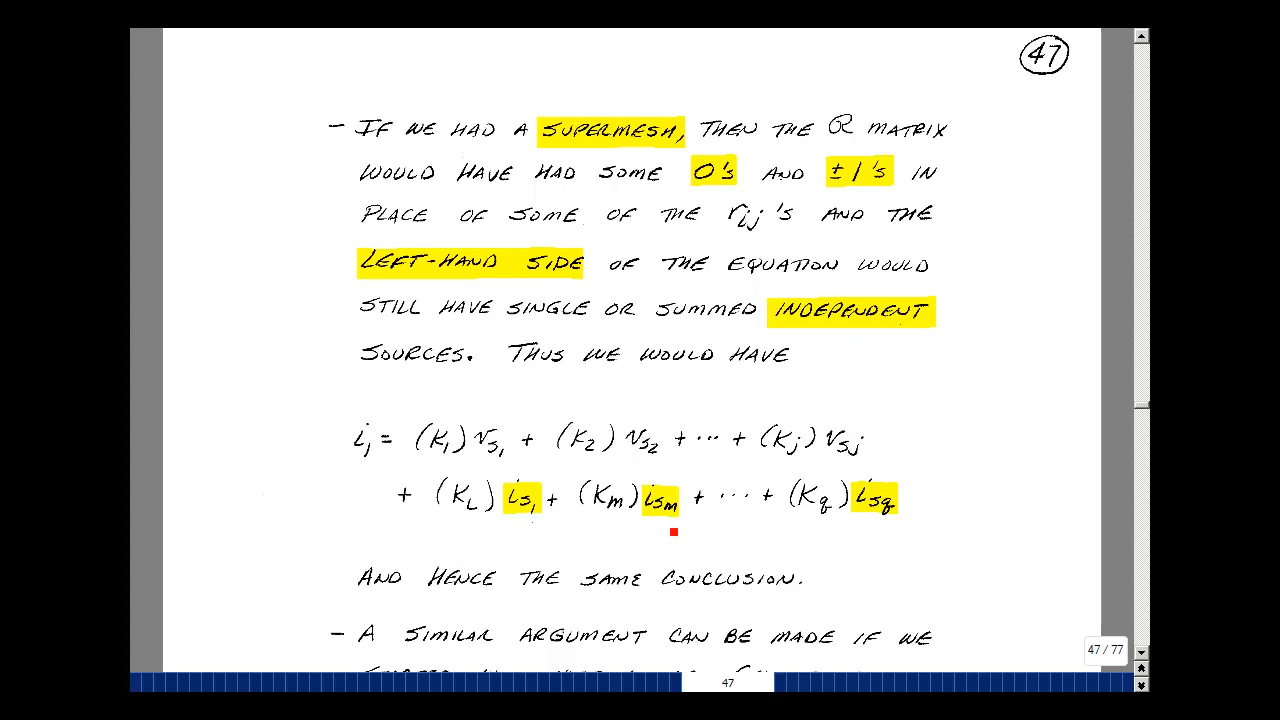 47
- IF WE HAD A SUPERMESH, THEN THE R MATRIX
WOULD HAVE HAD SOME 0's AND ±1's IN
PLACE OF SOME OF THE rij's AND THE
LEFT-HAND SIDE OF THE EQUATION WOULD
STILL HAVE SINGLE OR SUMMED INDEPENDENT
SOURCES. THUS WE WOULD HAVE
i1 = (K1) vs1 + (K2) vs2 + ··· + (Kj) vsj
+ (KL) is1 + (Km) ism + ··· + (Kq) isq
AND HENCE THE SAME CONCLUSION.
- A SIMILAR ARGUMENT CAN BE MADE IF WE
47 / 77
47